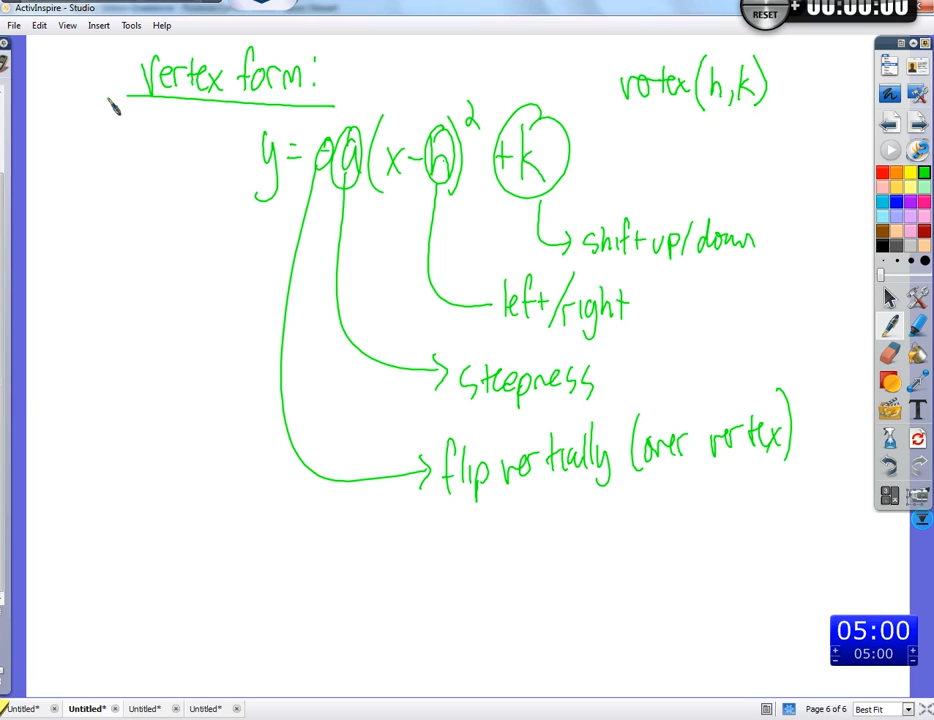 ActivInspire - Studio
File Edit View Insert Tools Help
RESET
00:00:00
Vertex form:
vertex (h,k)
y = -a(x-h)² +k
shift up/down
left/right
steepness
flip vertically (over vertex)
T
05:00
05:00
Untitled* Untitled* Untitled* Untitled*
Page 6 of 6 Best Fit